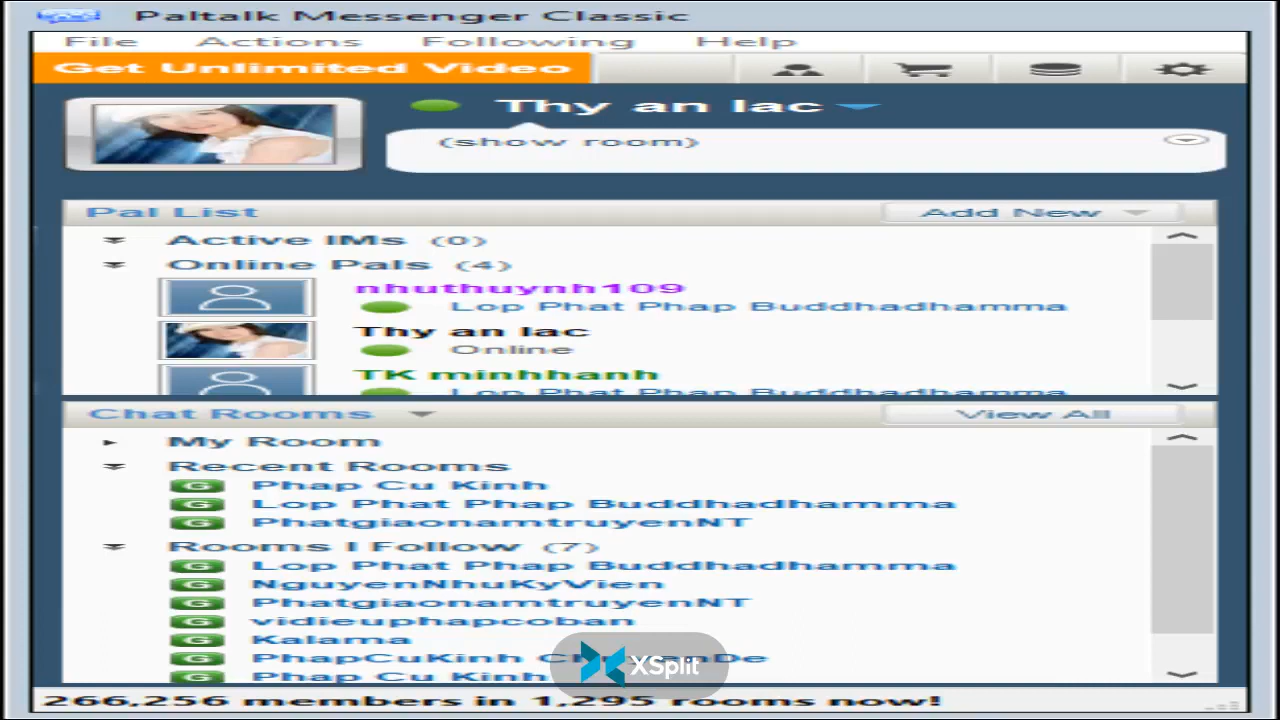 Paltalk Messenger Classic
File Actions Following Help
Get Unlimited Video
Thy an lac
(show room)
Pal List Add New
Active IMs (0)
Online Pals (4)
nhuthuynh109
Lop Phat Phap Buddhadhamma
Thy an lac
Online
TK minhhanh
Lop Phat Phap Buddhadhamma
Chat Rooms View All
My Room
Recent Rooms
G Phap Cu Kinh
G Lop Phat Phap Buddhadhamma
G PhatgiaonamtruyenNT
Rooms I Follow (7)
G Lop Phat Phap Buddhadhamma
G NguyenNhuKyVien
G PhatgiaonamtruyenNT
G vidieuphapcoban
G Kalama
G PhapCuKinh
G Phap Cu Kinh
XSplit
266,256 members in 1,295 rooms now!